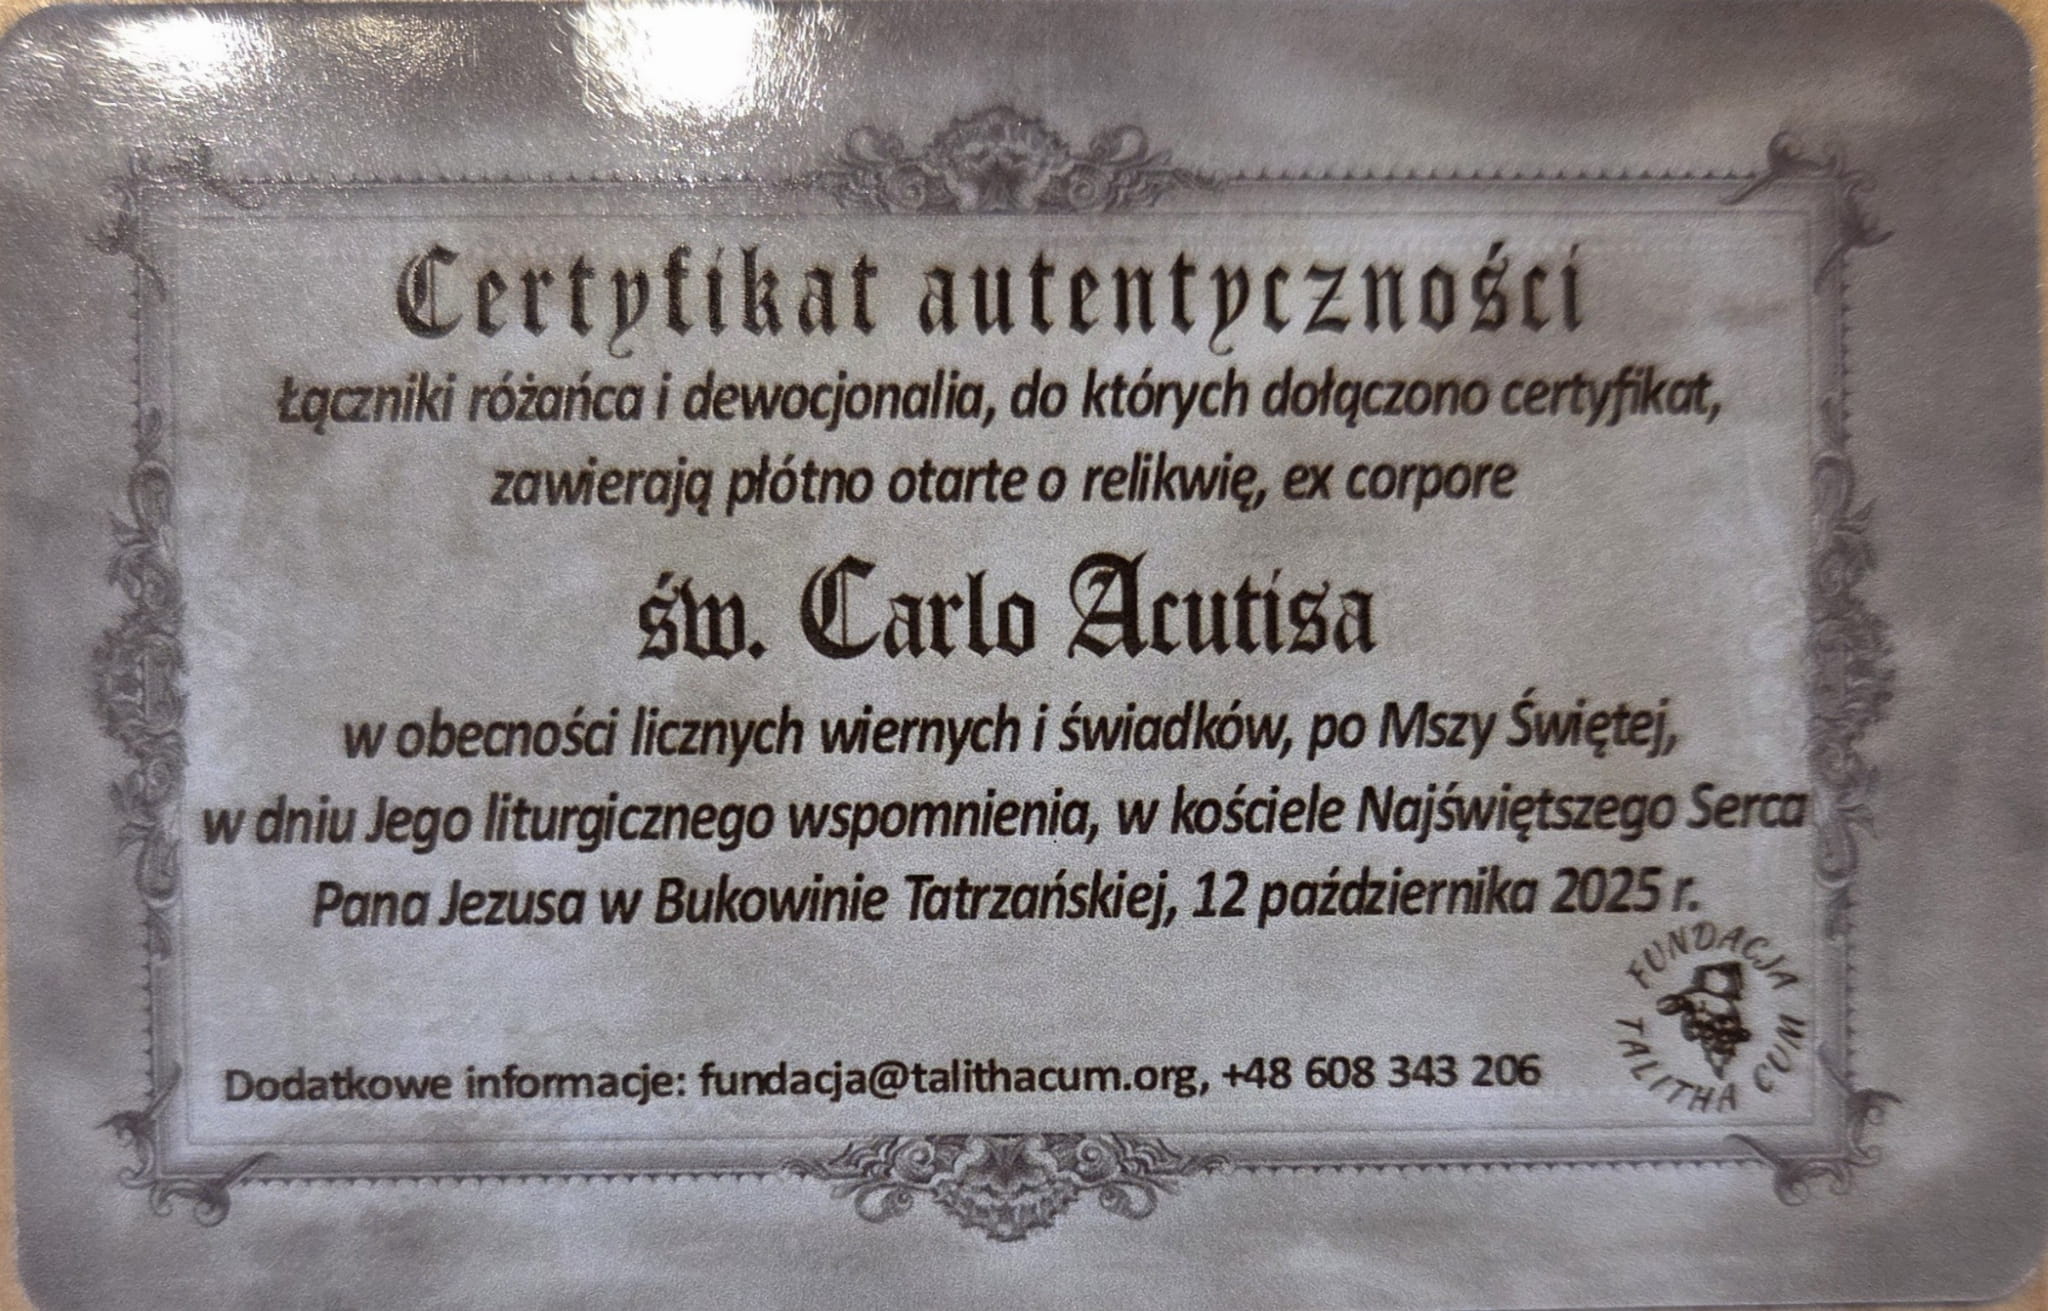 Certyfikat autentyczności
Łączniki różańca i dewocjonalia, do których dołączono certyfikat,
zawierają płótno otarte o relikwię, ex corpore
św. Carlo Acutisa
w obecności licznych wiernych i świadków, po Mszy Świętej,
w dniu Jego liturgicznego wspomnienia, w kościele Najświętszego Serca
Pana Jezusa w Bukowinie Tatrzańskiej, 12 października 2025 r.
FUNDACJA
TALITHA CUM
Dodatkowe informacje: fundacja@talithacum.org, +48 608 343 206